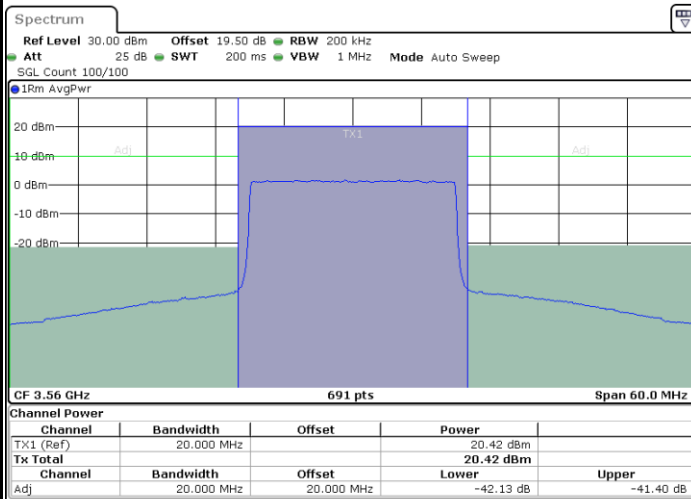 Spectrum
Ref Level 30.00 dBm Offset 19.50 dB RBW 200 kHz
Att 25 dB SWT 200 ms VBW 1 MHz Mode Auto Sweep
SGL Count 100/100
1Rm AvgPwr
20 dBm
TX1
Adj Adj
10 dBm
0 dBm
-10 dBm
-20 dBm
CF 3.56 GHz 691 pts Span 60.0 MHz
Channel Power
Channel Bandwidth Offset Power
TX1 (Ref) 20.000 MHz 20.42 dBm
Tx Total 20.42 dBm
Channel Bandwidth Offset Lower Upper
Adj 20.000 MHz 20.000 MHz -42.13 dB -41.40 dB